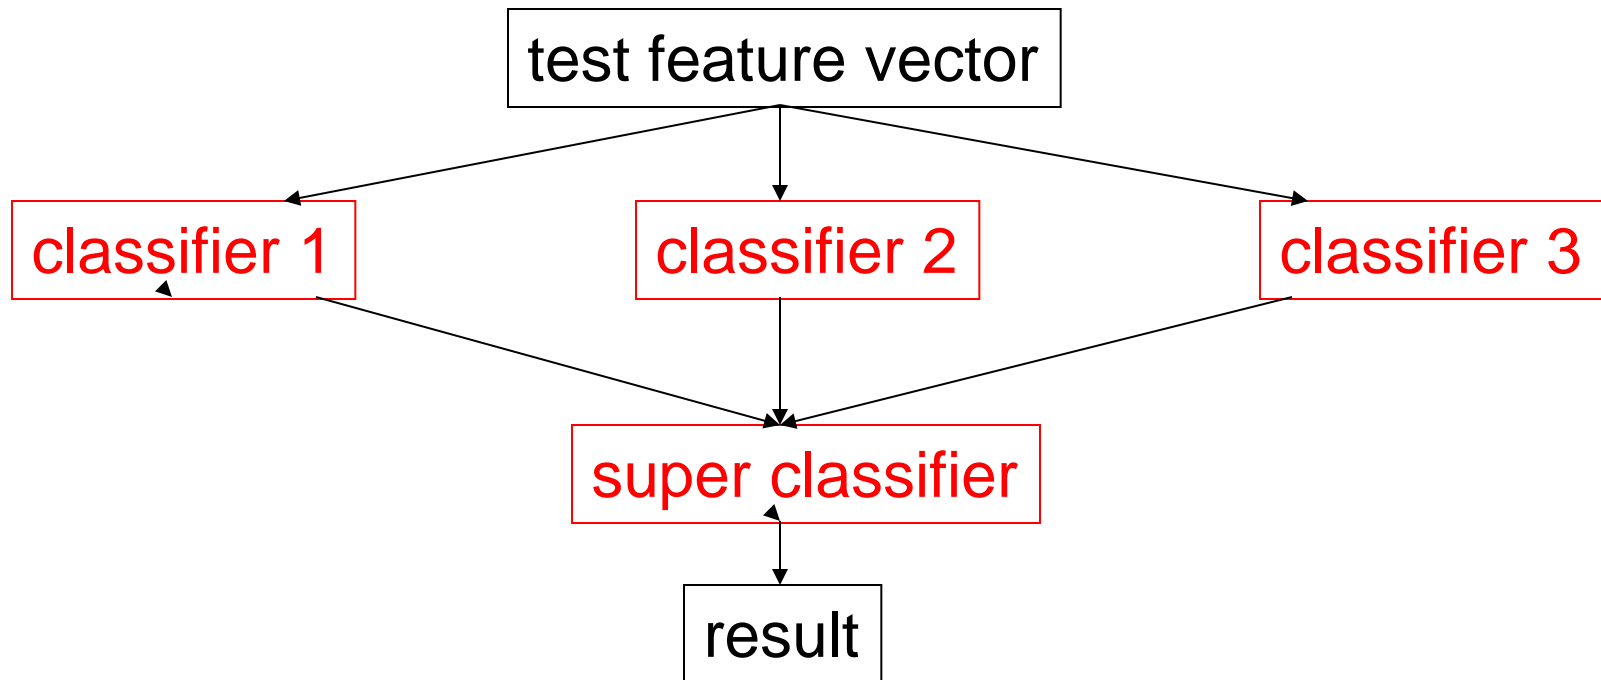 test feature vector
classifier 1
classifier 2
classifier 3
super classifier
result